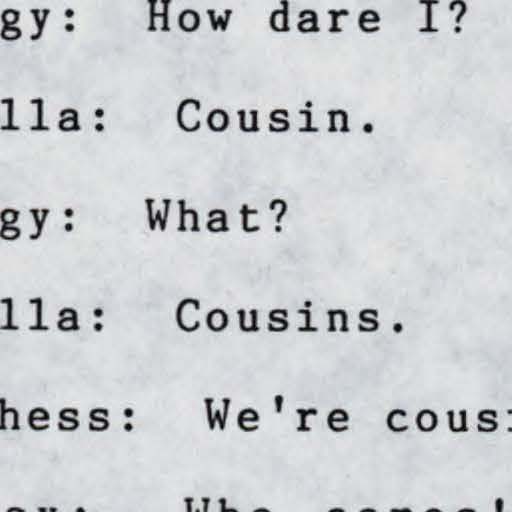 gy: How dare I?
lla: Cousin.
gy: What?
lla: Cousins.
hess: We're cous